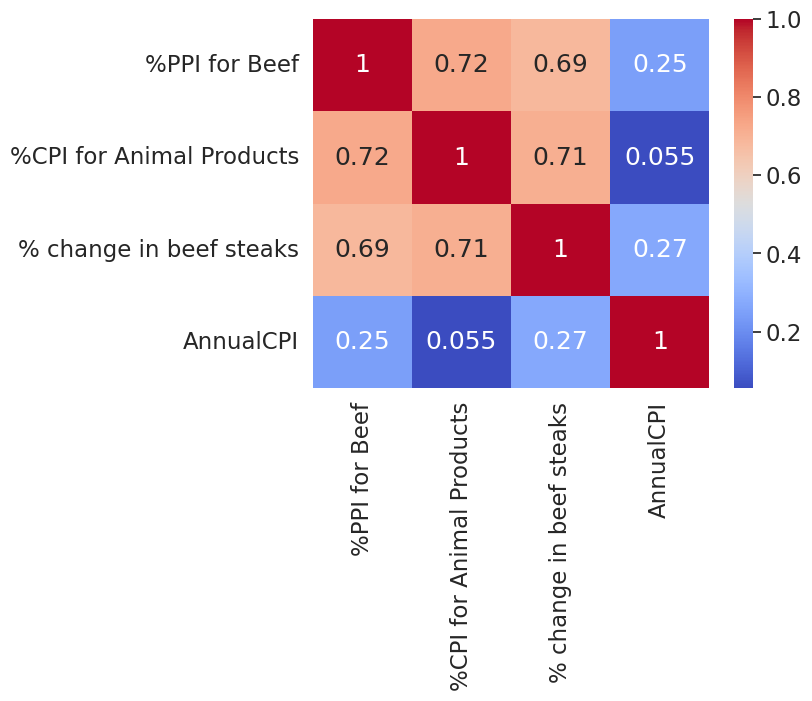 %PPI for Beef 1 0.72 0.69 0.25
%CPI for Animal Products 0.72 1 0.71 0.055
% change in beef steaks 0.69 0.71 1 0.27
AnnualCPI 0.25 0.055 0.27 1
%PPI for Beef
%CPI for Animal Products
% change in beef steaks
AnnualCPI
1.0
0.8
0.6
0.4
0.2